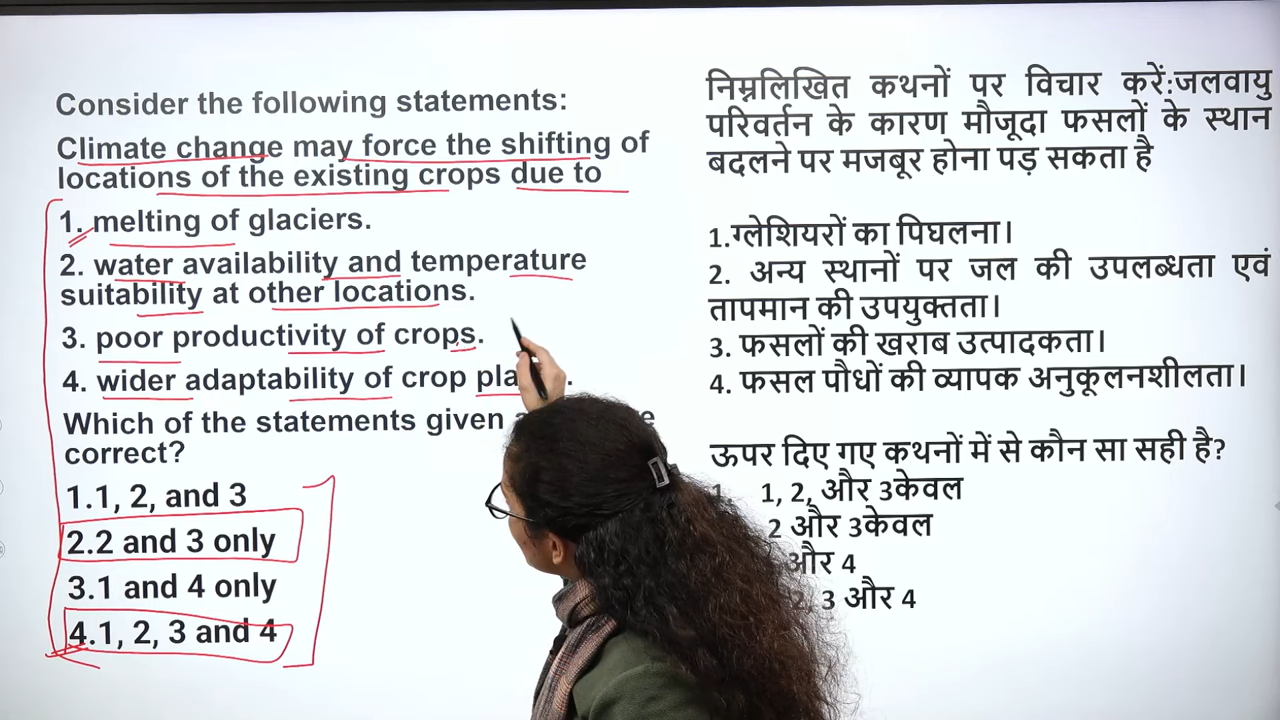 Consider the following statements:
Climate change may force the shifting of
locations of the existing crops due to
1. melting of glaciers.
2. water availability and temperature
suitability at other locations.
3. poor productivity of crops.
4. wider adaptability of crop
Which of the statements given
correct?
1.1, 2, and 3
2.2 and 3 only
3.1 and 4 only
4.1, 2, 3 and 4
निम्नलिखित कथनों पर विचार करें:जलवायु
परिवर्तन के कारण मौजूदा फसलों के स्थान
बदलने पर मजबूर होना पड़ सकता है
1.ग्लेशियरों का पिघलना।
2. अन्य स्थानों पर जल की उपलब्धता एवं
तापमान की उपयुक्तता।
3. फसलों की खराब उत्पादकता।
4. फसल पौधों की व्यापक अनुकूलनशीलता।
ऊपर दिए गए कथनों में से कौन सा सही है?
1. 1, 2, और 3केवल
2 और 3केवल
और 4
2, 3 और 4